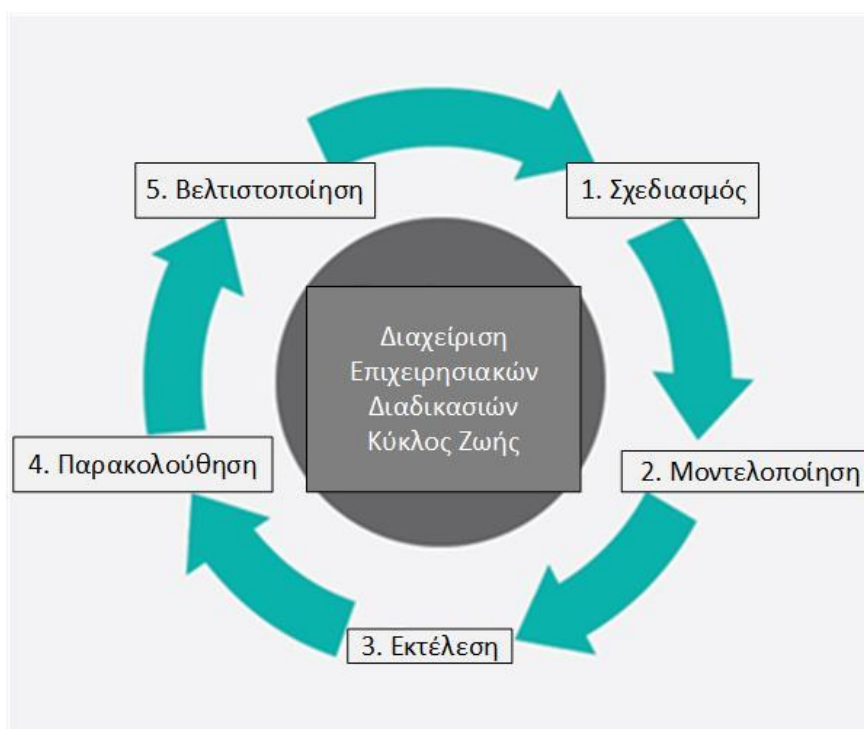 5. Βελτιστοποίηση
1. Σχεδιασμός
Διαχείριση
Επιχειρησιακών
Διαδικασιών
Κύκλος Ζωής
4. Παρακολούθηση
2. Μοντελοποίηση
3. Εκτέλεση